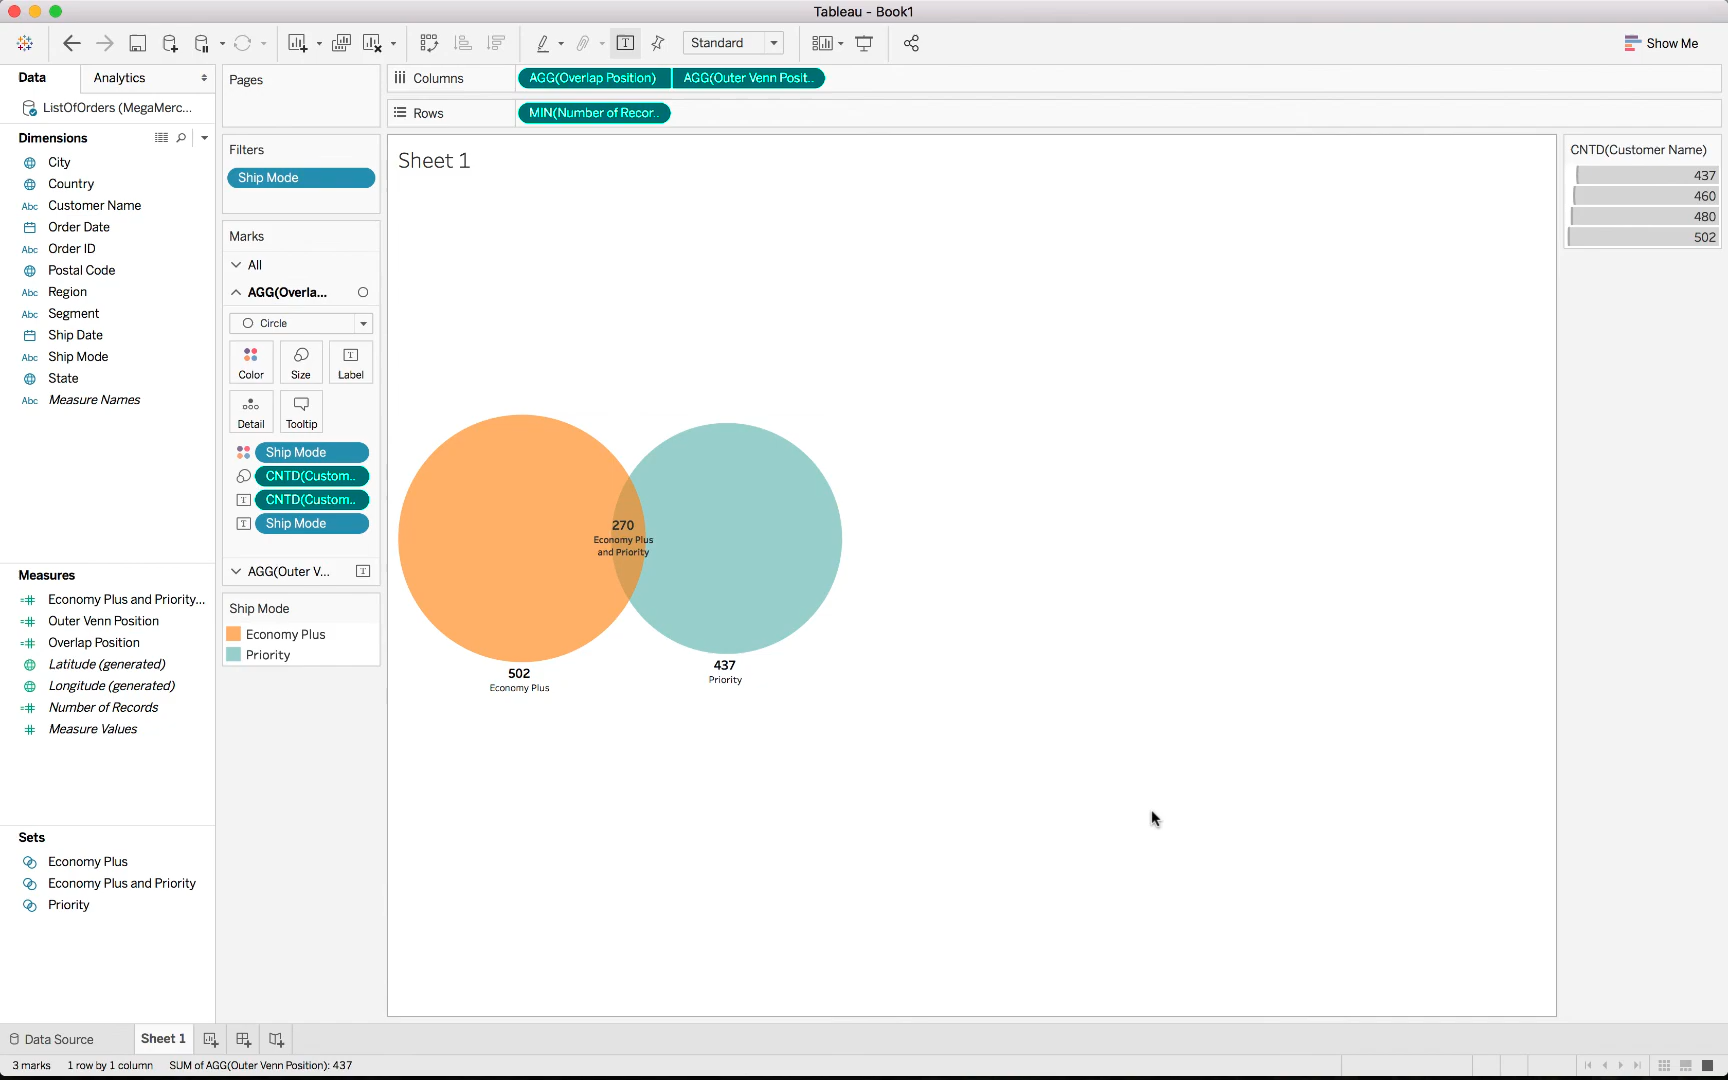 Tableau - Book1
Standard
Show Me
Data
Analytics
ListOfOrders (MegaMerc...
Dimensions
City
Country
Abc Customer Name
Order Date
Abc Order ID
Postal Code
Abc Region
Abc Segment
Ship Date
Abc Ship Mode
State
Abc Measure Names
Measures
Economy Plus and Priority...
Outer Venn Position
Overlap Position
Latitude (generated)
Longitude (generated)
Number of Records
Measure Values
Sets
Economy Plus
Economy Plus and Priority
Priority
Pages
Filters
Ship Mode
Marks
All
AGG(Overla...
Circle
Color
Size
Label
Detail
Tooltip
Ship Mode
CNTD(Custom..
CNTD(Custom..
Ship Mode
AGG(Outer V...
Ship Mode
Economy Plus
Priority
Columns
AGG(Overlap Position)
AGG(Outer Venn Posit..
Rows
MIN(Number of Recor..
Sheet 1
270
Economy Plus
and Priority
502
Economy Plus
437
Priority
CNTD(Customer Name)
437
460
480
502
Data Source
Sheet 1
3 marks
1 row by 1 column
SUM of AGG(Outer Venn Position): 437